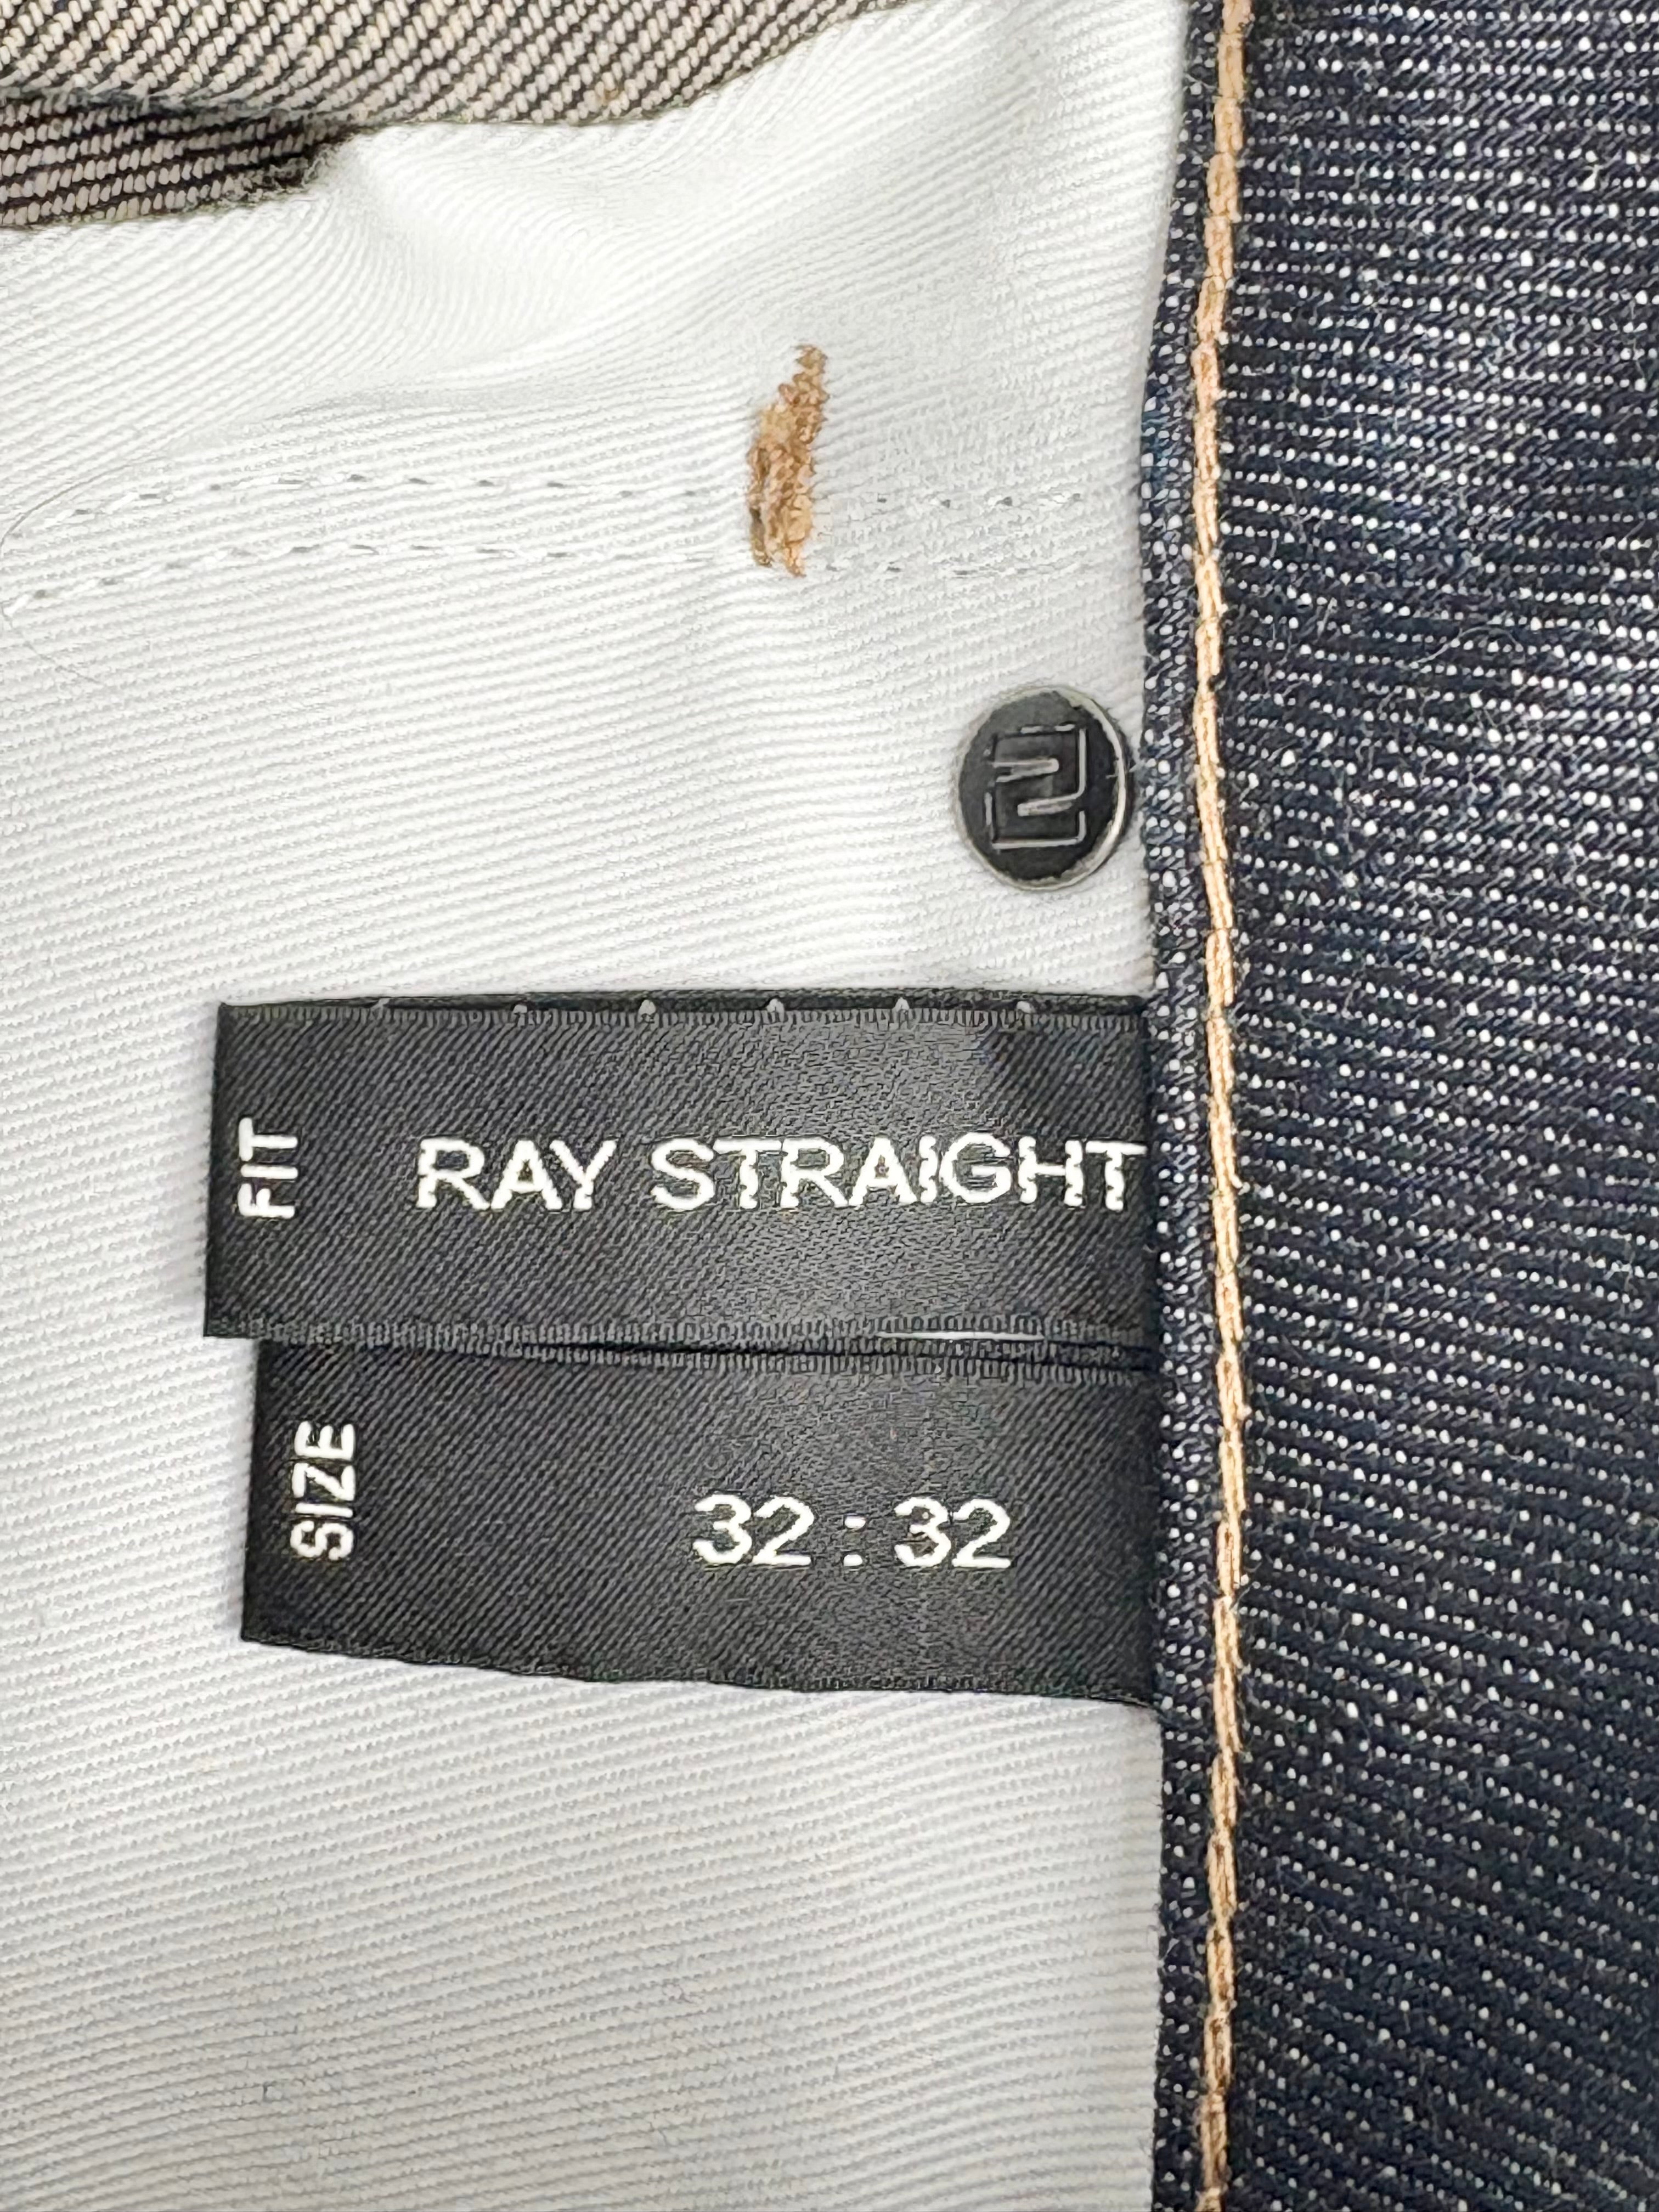 FIT
RAY STRAIGHT
SIZE
32 : 32